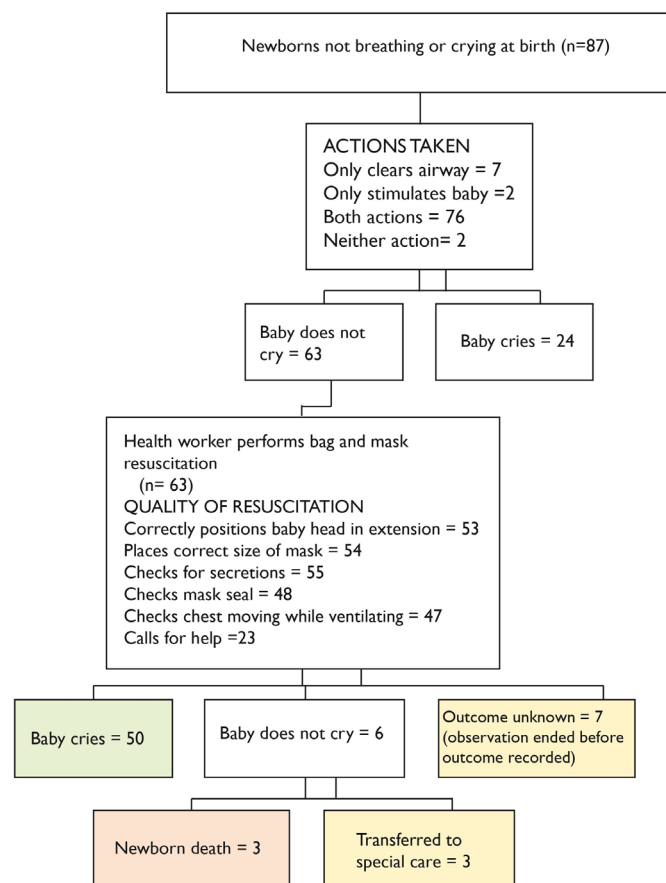 Newborns not breathing or crying at birth (n=87)
ACTIONS TAKEN
Only clears airway = 7
Only stimulates baby =2
Both actions = 76
Neither action= 2
Baby does not
cry = 63
Baby cries = 24
Health worker performs bag and mask
resuscitation
(n= 63)
QUALITY OF RESUSCITATION
Correctly positions baby head in extension = 53
Places correct size of mask = 54
Checks for secretions = 55
Checks mask seal = 48
Checks chest moving while ventilating = 47
Calls for help =23
Baby cries = 50
Baby does not cry = 6
Outcome unknown = 7
(observation ended before
outcome recorded)
Newborn death = 3
Transferred to
special care = 3